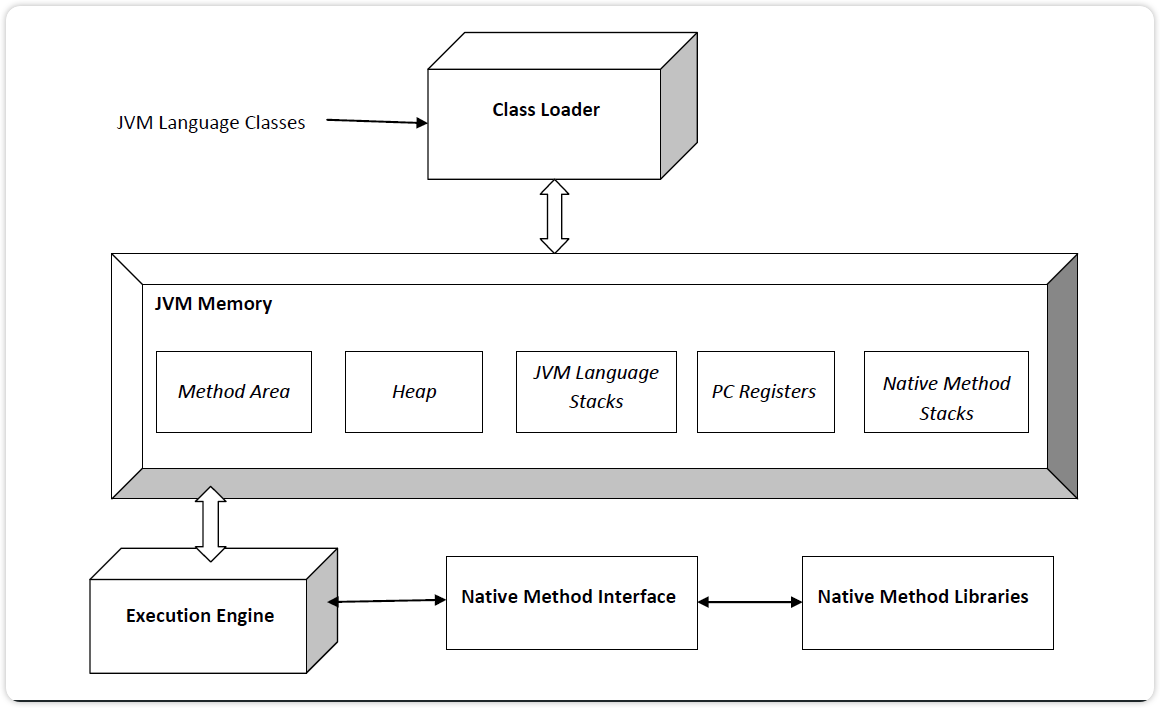 Class Loader
JVM Language Classes
JVM Memory
Method Area
Heap
JVM Language
Stacks
PC Registers
Native Method
Stacks
Execution Engine
Native Method Interface
Native Method Libraries